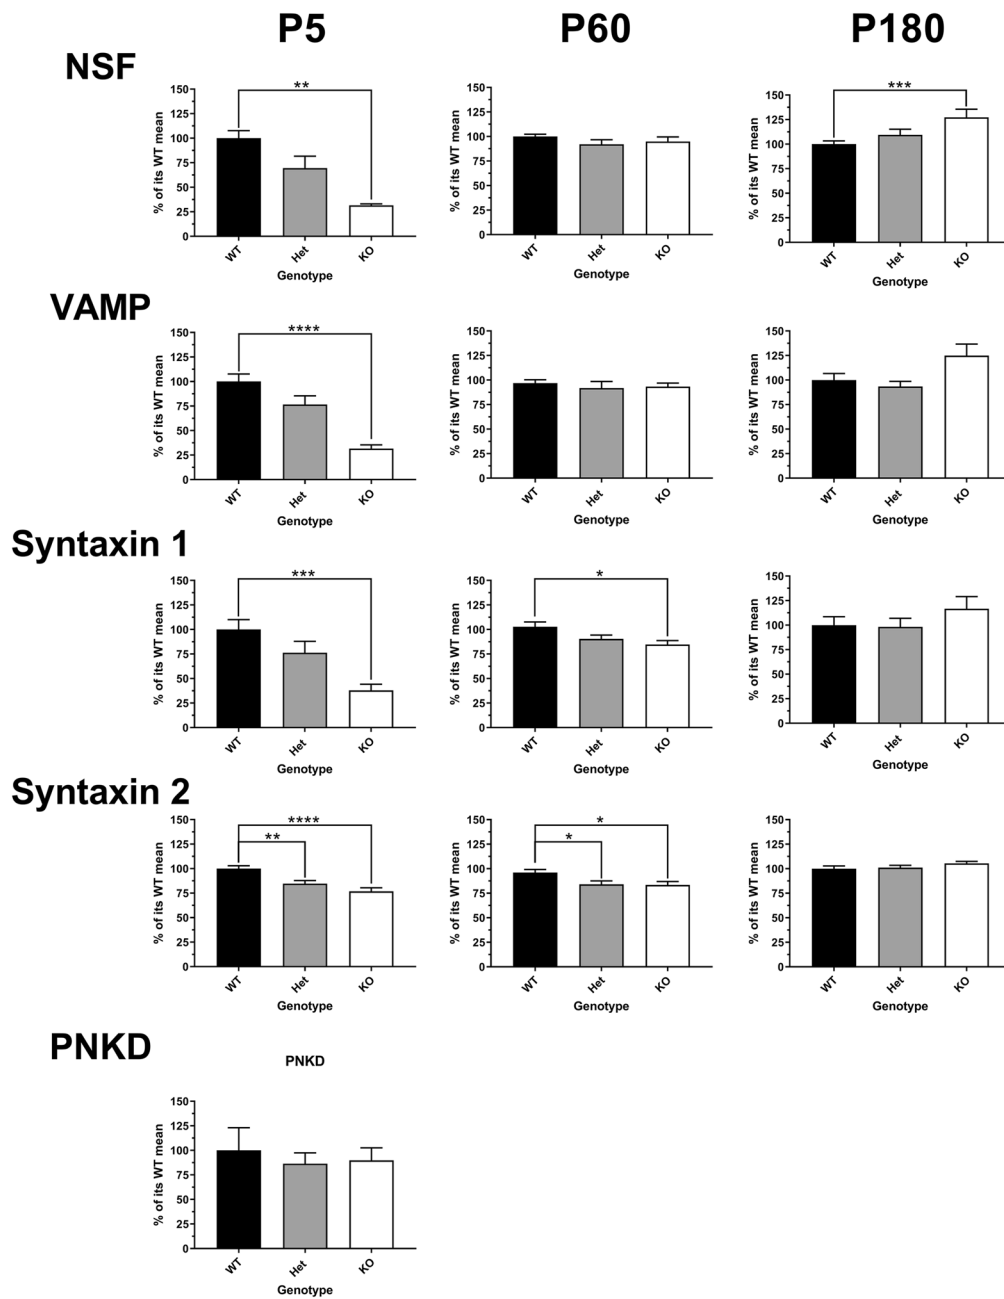 P5 P60 P180
NSF
**
% of its WT mean
150
125
100
75
50
25
0
WT Het KO
Genotype
% of its WT mean
150
125
100
75
50
25
0
WT Het KO
Genotype
***
% of its WT mean
150
125
100
75
50
25
0
WT Het KO
Genotype
VAMP
****
% of its WT mean
150
125
100
75
50
25
0
WT Het KO
Genotype
% of its WT mean
150
125
100
75
50
25
0
WT Het KO
Genotype
% of its WT mean
150
125
100
75
50
25
0
WT Het KO
Genotype
Syntaxin 1
***
% of its WT mean
150
125
100
75
50
25
0
WT Het KO
Genotype
*
% of its WT mean
150
125
100
75
50
25
0
WT Het KO
Genotype
% of its WT mean
150
125
100
75
50
25
0
WT Het KO
Genotype
Syntaxin 2
****
**
% of its WT mean
150
125
100
75
50
25
0
WT Het KO
Genotype
*
*
% of its WT mean
150
125
100
75
50
25
0
WT Het KO
Genotype
% of its WT mean
150
125
100
75
50
25
0
WT Het KO
Genotype
PNKD
PNKD
% of its WT mean
150
125
100
75
50
25
0
WT Het KO
Genotype